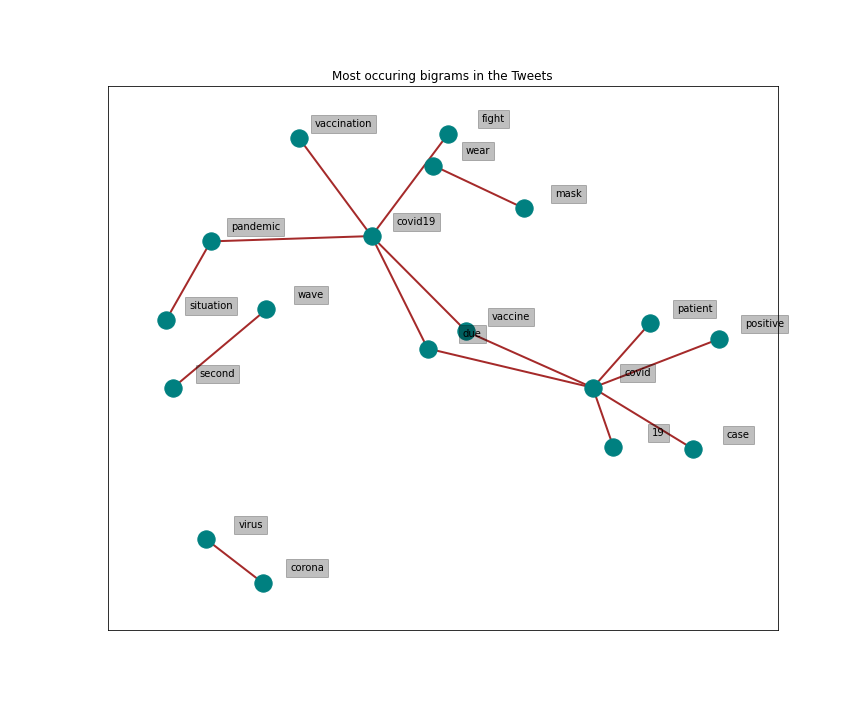 Most occuring bigrams in the Tweets
fight
vaccination
wear
mask
covid19
pandemic
wave
situation
patient
vaccine
positive
due
covid
second
19
case
virus
corona